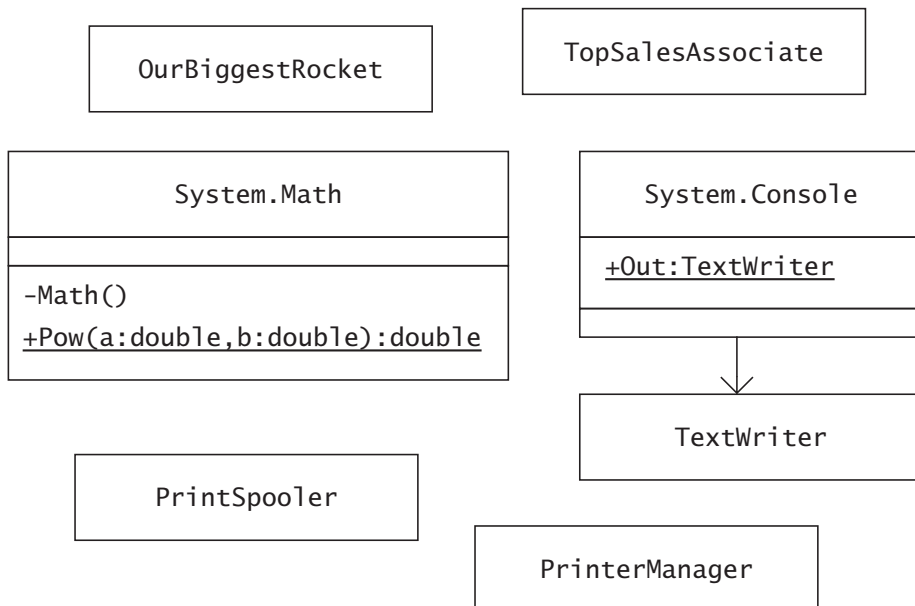 OurBiggestRocket
TopSalesAssociate
System.Math
-Math()
+Pow(a:double,b:double):double
System.Console
+Out:TextWriter
TextWriter
PrintSpooler
PrinterManager